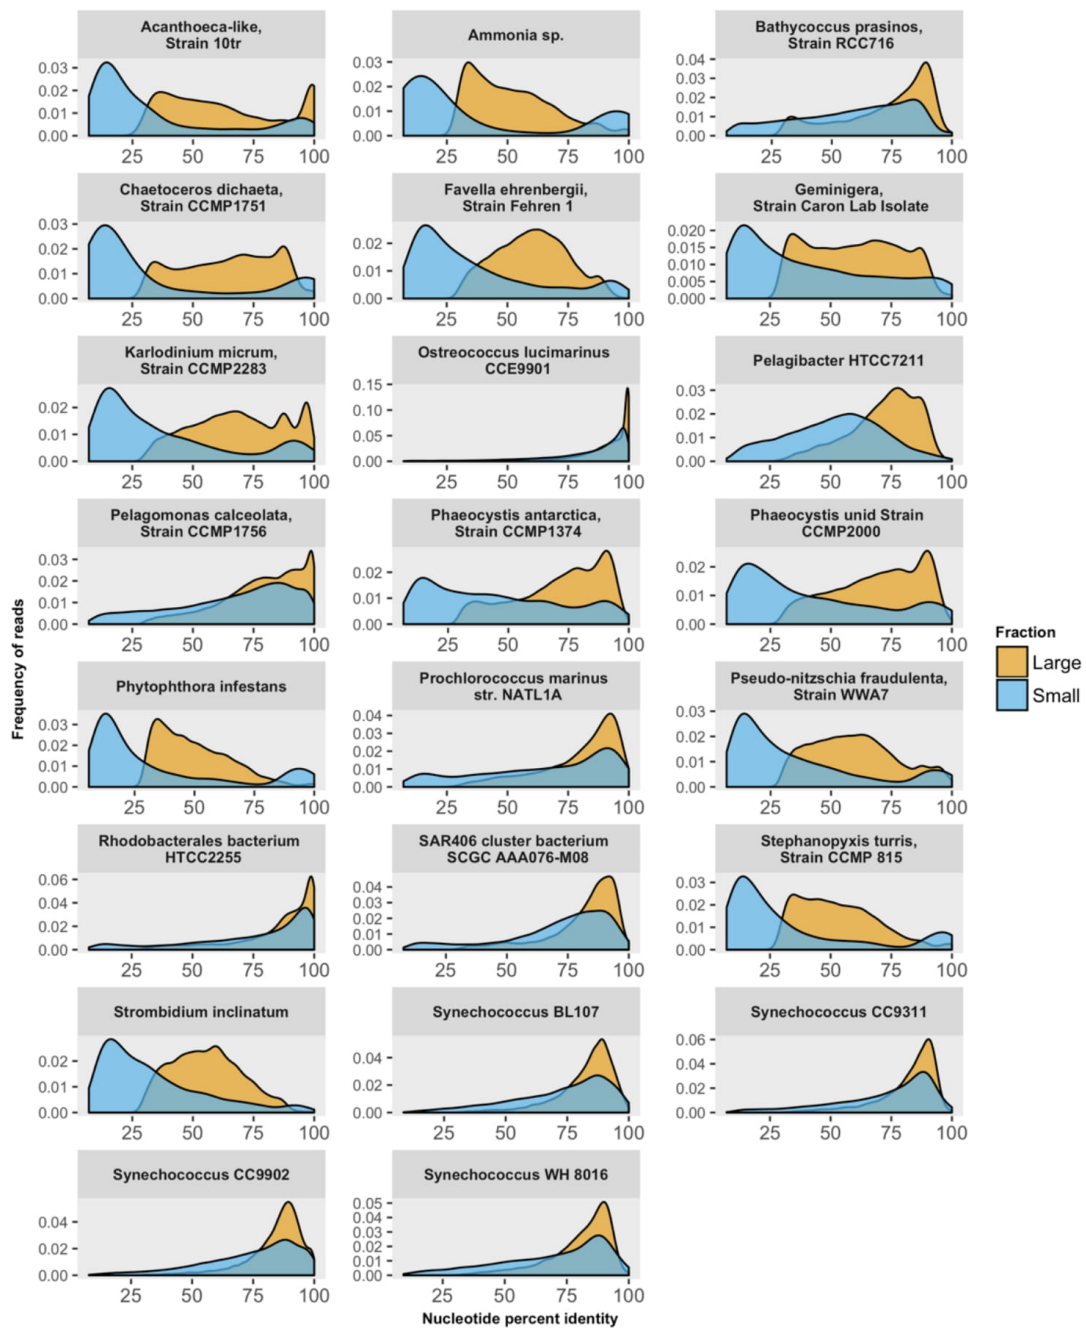 Acanthoeca-like,
Strain 10tr
0.03
0.02
0.01
0.00
25 50 75 100
Ammonia sp.
0.03
0.02
0.01
0.00
25 50 75 100
Bathycoccus prasinos,
Strain RCC716
0.04
0.03
0.02
0.01
0.00
25 50 75 100
Chaetoceros dichaeta,
Strain CCMP1751
0.03
0.02
0.01
0.00
25 50 75 100
Favella ehrenbergii,
Strain Fehren 1
0.02
0.01
0.00
25 50 75 100
Geminigera,
Strain Caron Lab Isolate
0.020
0.015
0.010
0.005
0.000
25 50 75 100
Karlodinium micrum,
Strain CCMP2283
0.02
0.01
0.00
25 50 75 100
Ostreococcus lucimarinus
CCE9901
0.15
0.10
0.05
0.00
25 50 75 100
Pelagibacter HTCC7211
0.03
0.02
0.01
0.00
25 50 75 100
Pelagomonas calceolata,
Strain CCMP1756
0.03
0.02
0.01
0.00
25 50 75 100
Phaeocystis antarctica,
Strain CCMP1374
0.02
0.01
0.00
25 50 75 100
Phaeocystis unid Strain
CCMP2000
0.02
0.01
0.00
25 50 75 100
Phytophthora infestans
0.03
0.02
0.01
0.00
25 50 75 100
Prochlorococcus marinus
str. NATL1A
0.04
0.03
0.02
0.01
0.00
25 50 75 100
Pseudo-nitzschia fraudulenta,
Strain WWA7
0.03
0.02
0.01
0.00
25 50 75 100
Rhodobacterales bacterium
HTCC2255
0.06
0.04
0.02
0.00
25 50 75 100
SAR406 cluster bacterium
SCGC AAA076-M08
0.04
0.03
0.02
0.01
0.00
25 50 75 100
Stephanopyxis turris,
Strain CCMP 815
0.03
0.02
0.01
0.00
25 50 75 100
Strombidium inclinatum
0.02
0.01
0.00
25 50 75 100
Synechococcus BL107
0.04
0.02
0.00
25 50 75 100
Synechococcus CC9311
0.06
0.04
0.02
0.00
25 50 75 100
Synechococcus CC9902
0.04
0.02
0.00
25 50 75 100
Synechococcus WH 8016
0.05
0.04
0.03
0.02
0.01
0.00
25 50 75 100
Frequency of reads
Nucleotide percent identity
Fraction
Large
Small